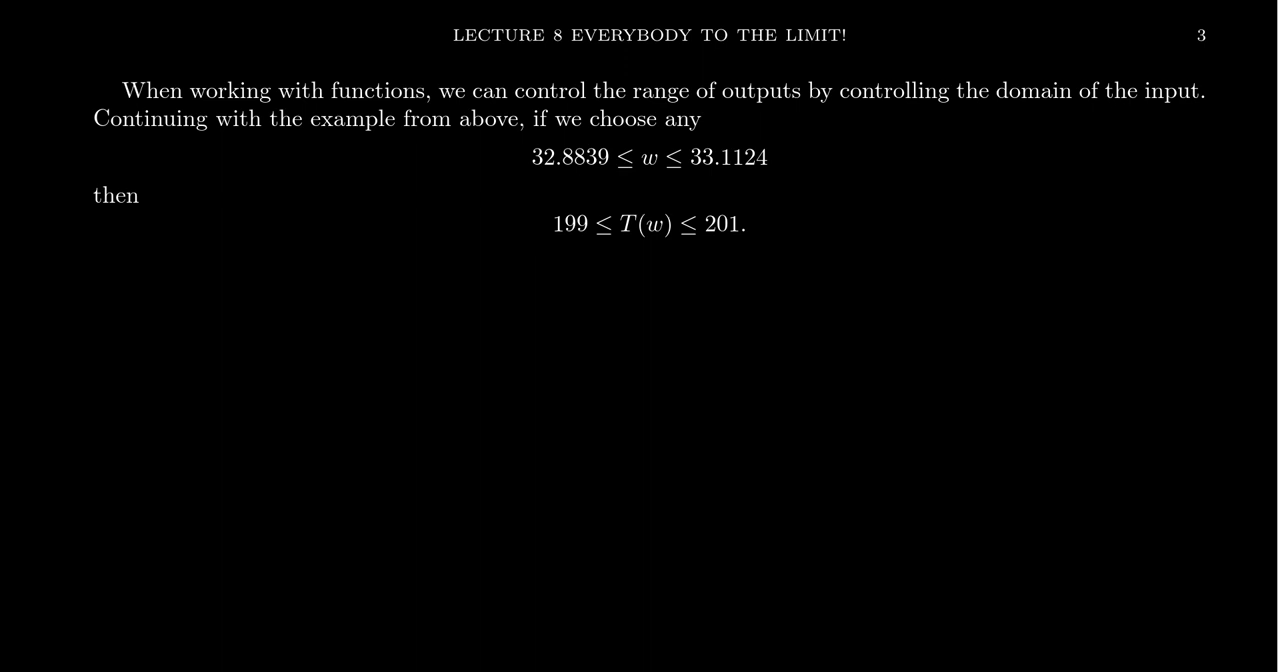 LECTURE 8 EVERYBODY TO THE LIMIT! 3
When working with functions, we can control the range of outputs by controlling the domain of the input.
Continuing with the example from above, if we choose any
32.8839 ≤ w ≤ 33.1124
then
199 ≤ T(w) ≤ 201.